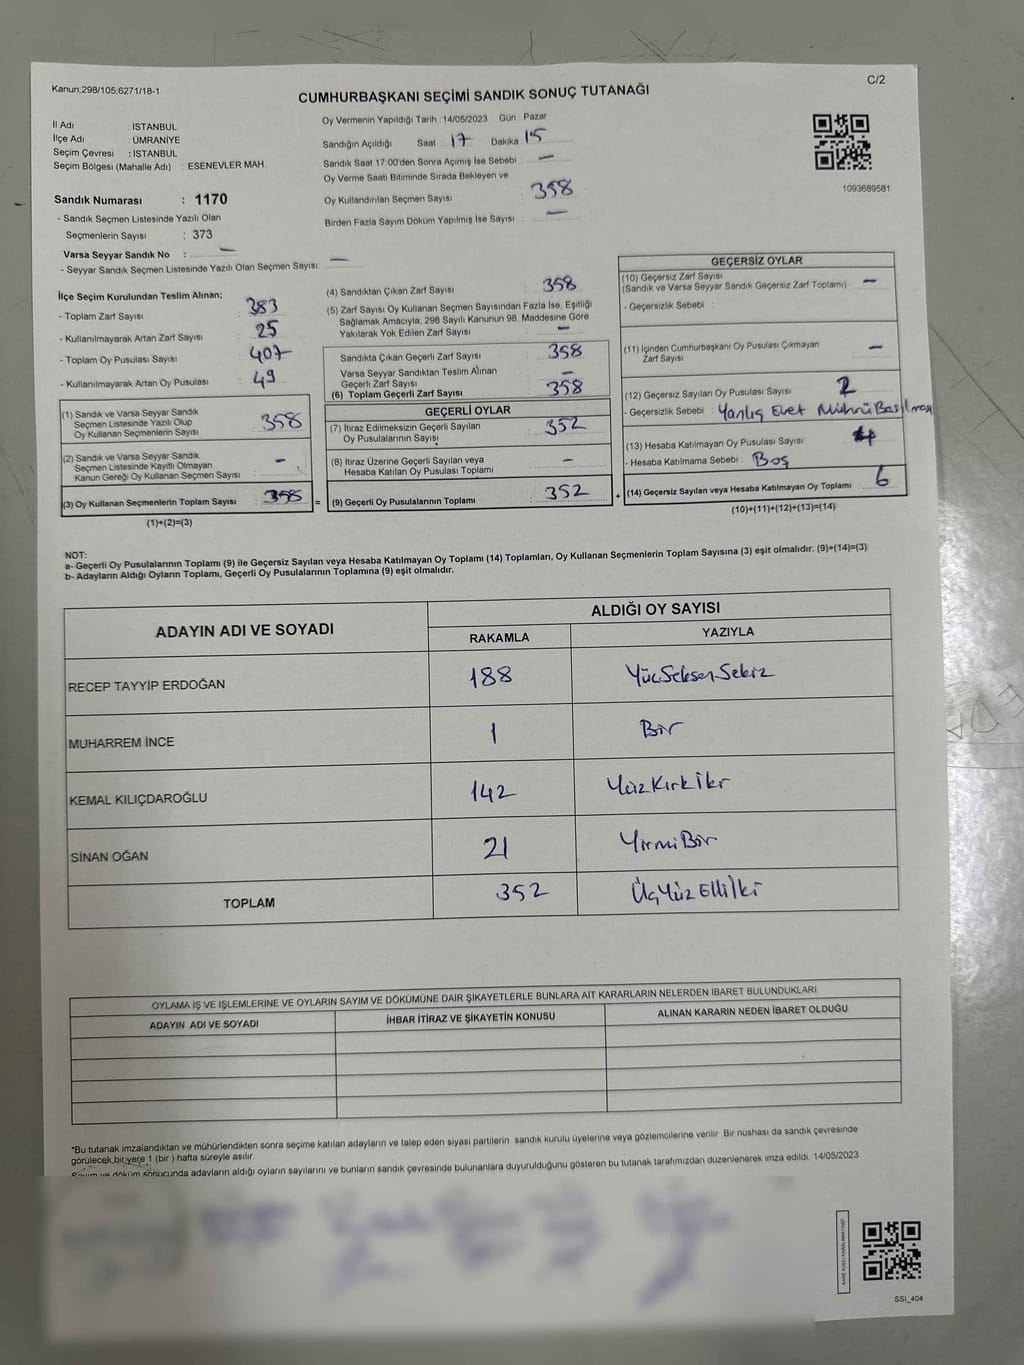 Kanun;298/105,6271/18-1
C/2
CUMHURBAŞKANI SEÇİMİ SANDIK SONUÇ TUTANAĞI
İl Adı : İSTANBUL
İlçe Adı : ÜMRANİYE
Seçim Çevresi : İSTANBUL
Seçim Bölgesi (Mahalle Adı) : ESENEVLER MAH.
Sandık Numarası : 1170
- Sandık Seçmen Listesinde Yazılı Olan
Seçmenlerin Sayısı : 373
Varsa Seyyar Sandık No : —
- Seyyar Sandık Seçmen Listesinde Yazılı Olan Seçmen Sayısı: —
Oy Vermenin Yapıldığı Tarih : 14/05/2023 Gün : Pazar
Sandığın Açıldığı Saat : 17 Dakika 15
Sandık Saat 17:00'den Sonra Açımış İse Sebebi : —
Oy Verme Saati Bitiminde Sırada Bekleyen ve
Oy Kullandırılan Seçmen Sayısı : 358
Birden Fazla Sayım Döküm Yapılmış İse Sayısı : —
1093689581
İlçe Seçim Kurulundan Teslim Alınan;
- Toplam Zarf Sayısı : 383
- Kullanılmayarak Artan Zarf Sayısı : 25
- Toplam Oy Pusulası Sayısı : 407
- Kullanılmayarak Artan Oy Pusulası : 49
(1) Sandık ve Varsa Seyyar Sandık
Seçmen Listesinde Yazılı Olup
Oy Kullanan Seçmenlerin Sayısı : 358
(2) Sandık ve Varsa Seyyar Sandık
Seçmen Listesinde Kayıtlı Olmayan
Kanun Gereği Oy Kullanan Seçmen Sayısı : -
(3) Oy Kullanan Seçmenlerin Toplam Sayısı : 358 =
(1)+(2)=(3)
(4) Sandıktan Çıkan Zarf Sayısı : 358
(5) Zarf Sayısı Oy Kullanan Seçmen Sayısından Fazla İse, Eşitliği
Sağlamak Amacıyla, 298 Sayılı Kanunun 98. Maddesine Göre
Yakılarak Yok Edilen Zarf Sayısı : —
Sandıkta Çıkan Geçerli Zarf Sayısı : 358
Varsa Seyyar Sandıktan Teslim Alınan
Geçerli Zarf Sayısı : —
(6) Toplam Geçerli Zarf Sayısı : 358
GEÇERLİ OYLAR
(7) İtiraz Edilmeksizin Geçerli Sayılan
Oy Pusulalarının Sayısı : 352
(8) İtiraz Üzerine Geçerli Sayılan veya
Hesaba Katılan Oy Pusulası Toplamı : -
(9) Geçerli Oy Pusulalarının Toplamı : 352 +
GEÇERSİZ OYLAR
(10) Geçersiz Zarf Sayısı
(Sandık ve Varsa Seyyar Sandık Geçersiz Zarf Toplamı) : —
- Geçersizlik Sebebi :
(11) İçinden Cumhurbaşkanı Oy Pusulası Çıkmayan
Zarf Sayısı : —
(12) Geçersiz Sayılan Oy Pusulası Sayısı : 2
- Geçersizlik Sebebi : Yanlış Evet Mührü Basılması
(13) Hesaba Katılmayan Oy Pusulası Sayısı : 4
- Hesaba Katılmama Sebebi : Boş
(14) Geçersiz Sayılan veya Hesaba Katılmayan Oy Toplamı : 6
(10)+(11)+(12)+(13)=(14)
NOT:
a- Geçerli Oy Pusulalarının Toplamı (9) ile Geçersiz Sayılan veya Hesaba Katılmayan Oy Toplamı (14) Toplamları, Oy Kullanan Seçmenlerin Toplam Sayısına (3) eşit olmalıdır. (9)+(14)=(3)
b- Adayların Aldığı Oyların Toplamı, Geçerli Oy Pusulalarının Toplamına (9) eşit olmalıdır.
ADAYIN ADI VE SOYADI
ALDIĞI OY SAYISI
RAKAMLA YAZIYLA
RECEP TAYYİP ERDOĞAN 188 YüzSeksenSekiz
MUHARREM İNCE 1 Bir
KEMAL KILIÇDAROĞLU 142 YüzKırkİki
SİNAN OĞAN 21 YirmiBir
TOPLAM 352 ÜçYüzElliİki
OYLAMA İŞ VE İŞLEMLERİNE VE OYLARIN SAYIM VE DÖKÜMÜNE DAİR ŞİKAYETLERLE BUNLARA AİT KARARLARIN NELERDEN İBARET BULUNDUKLARI
ADAYIN ADI VE SOYADI İHBAR İTİRAZ VE ŞİKAYETİN KONUSU ALINAN KARARIN NEDEN İBARET OLDUĞU
*Bu tutanak imzalandıktan ve mühürlendikten sonra seçime katılan adayların ve talep eden siyasi partilerin sandık kurulu üyelerine veya gözlemcilerine verilir. Bir nüshası da sandık çevresinde
görülecek bir yere 1 (bir ) hafta süreyle asılır.
Sayım ve döküm sonucunda adayların aldığı oyların sayılarını ve bunların sandık çevresinde bulunanlara duyurulduğunu gösteren bu tutanak tarafımızdan düzenlenerek imza edildi. 14/05/2023
SSI_404